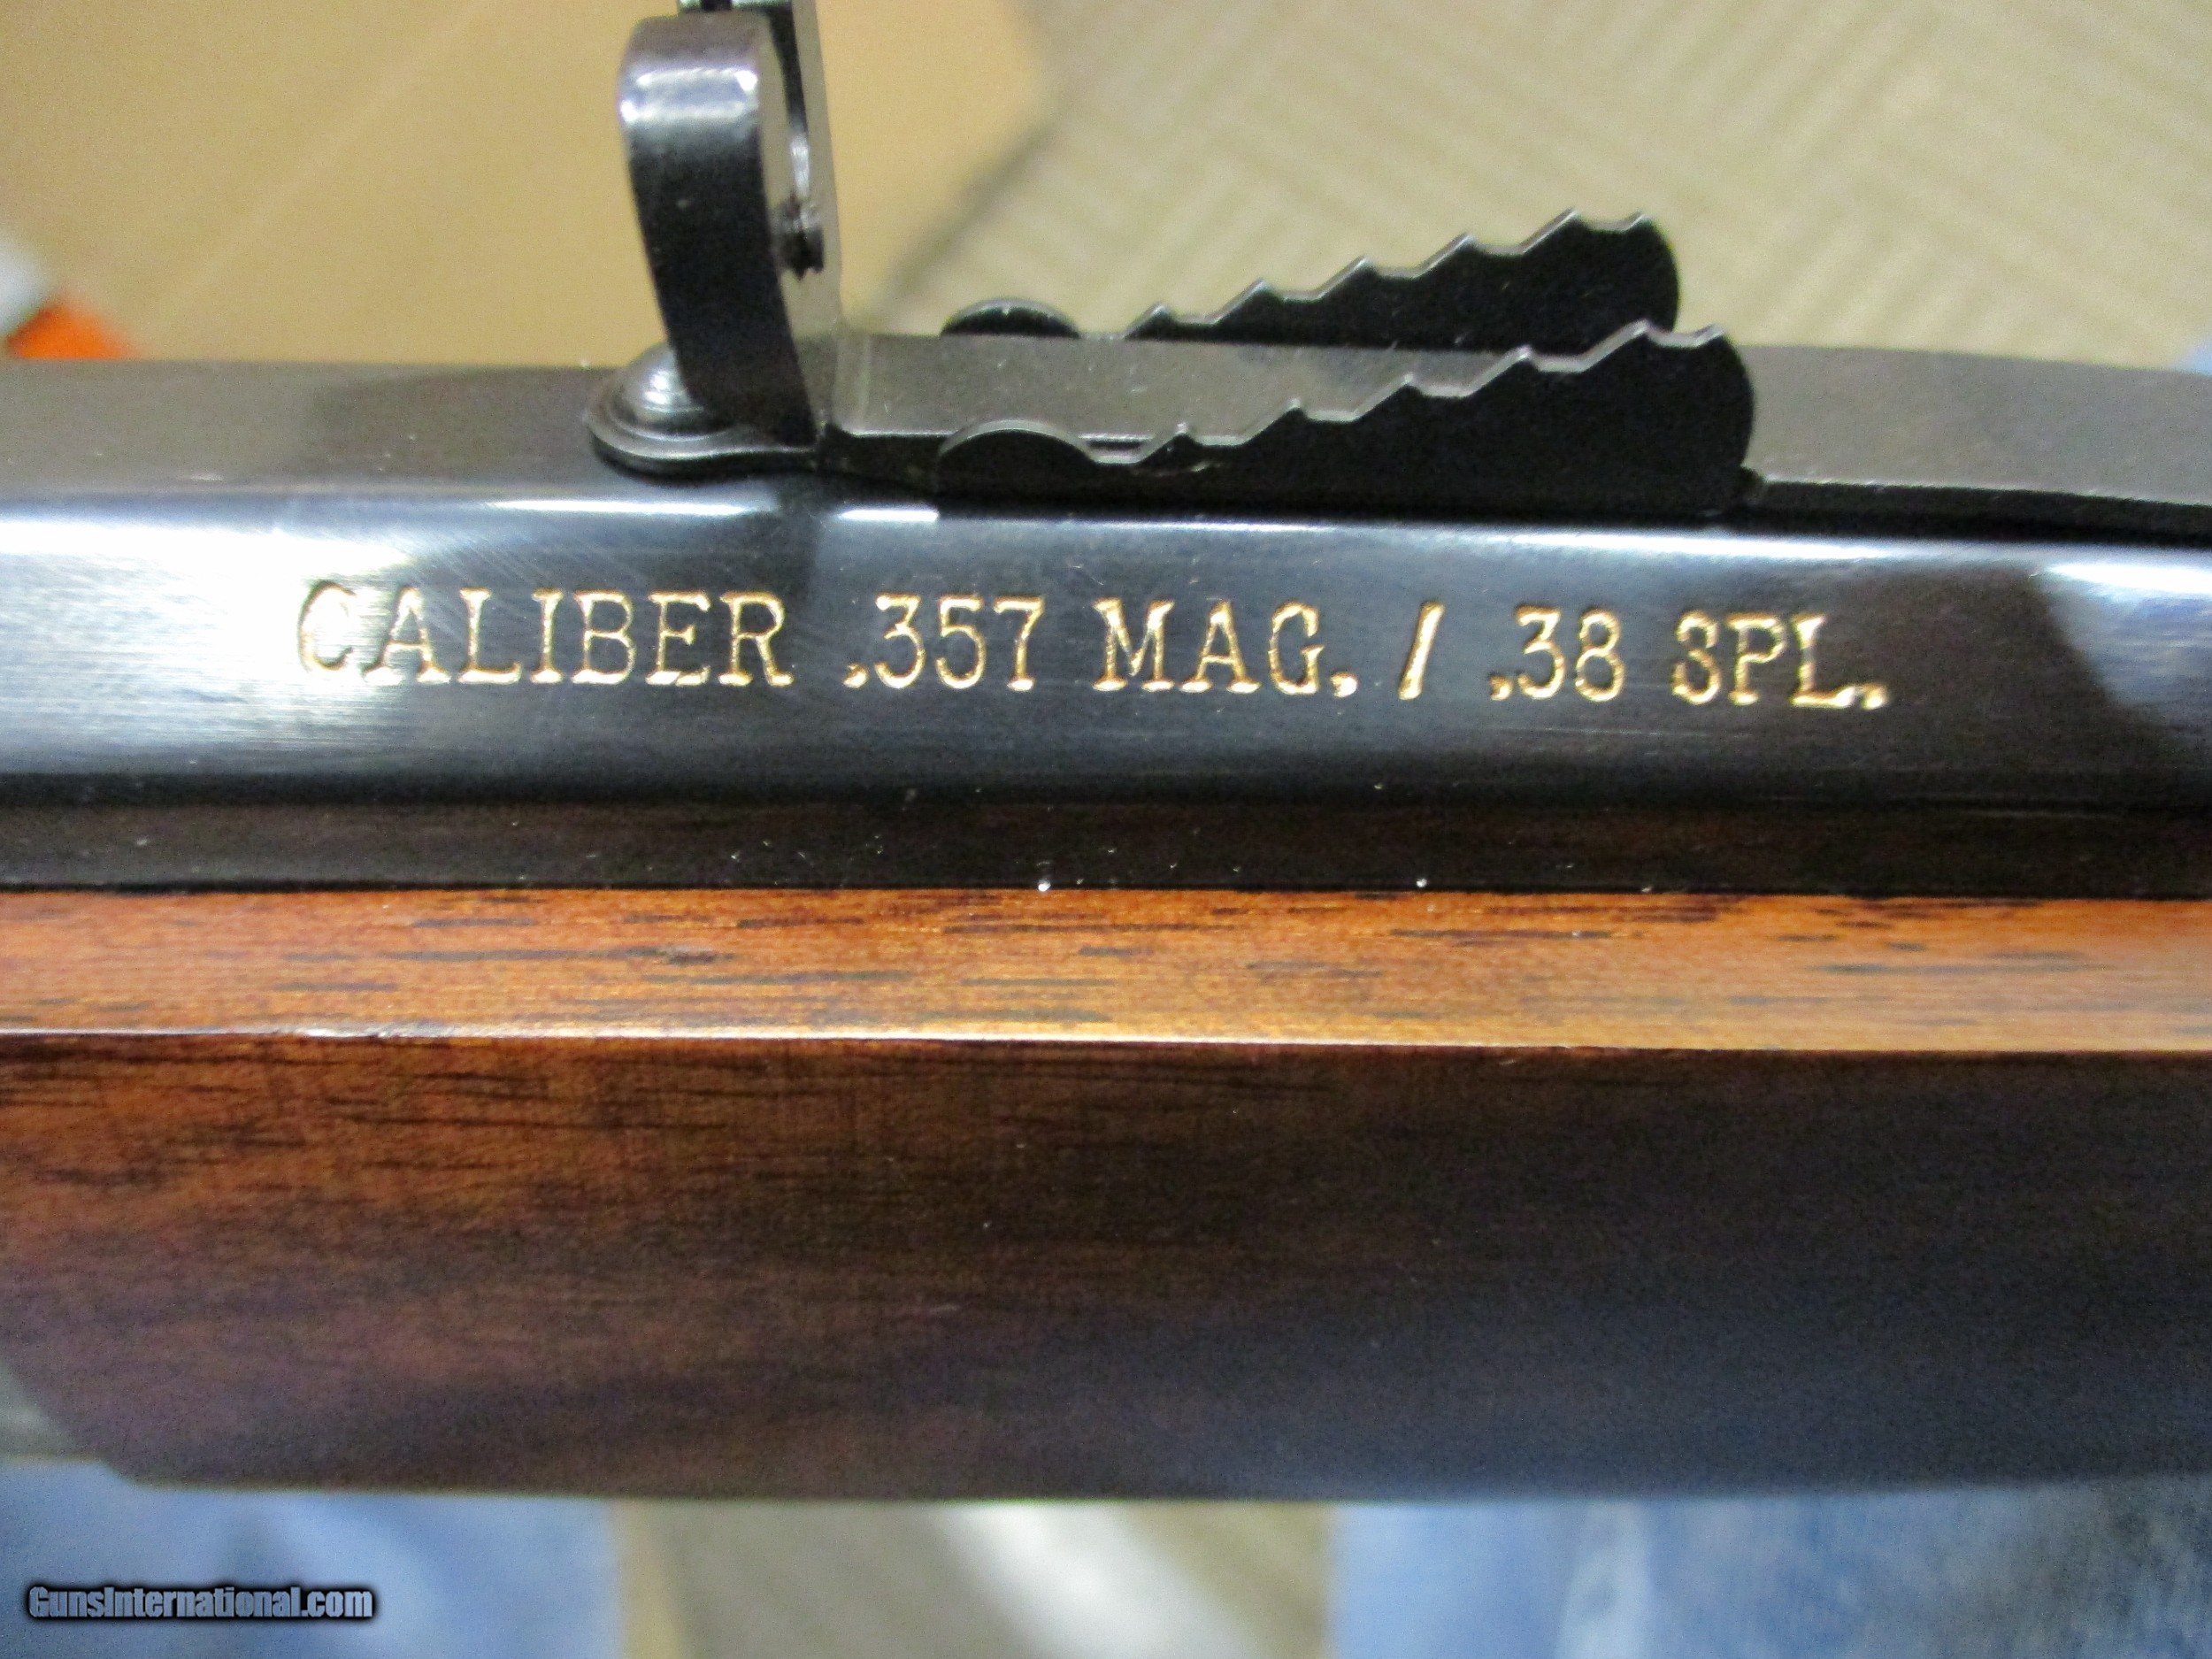 CALIBER .357 MAG. / .38 SPL.
GunsInternational.com